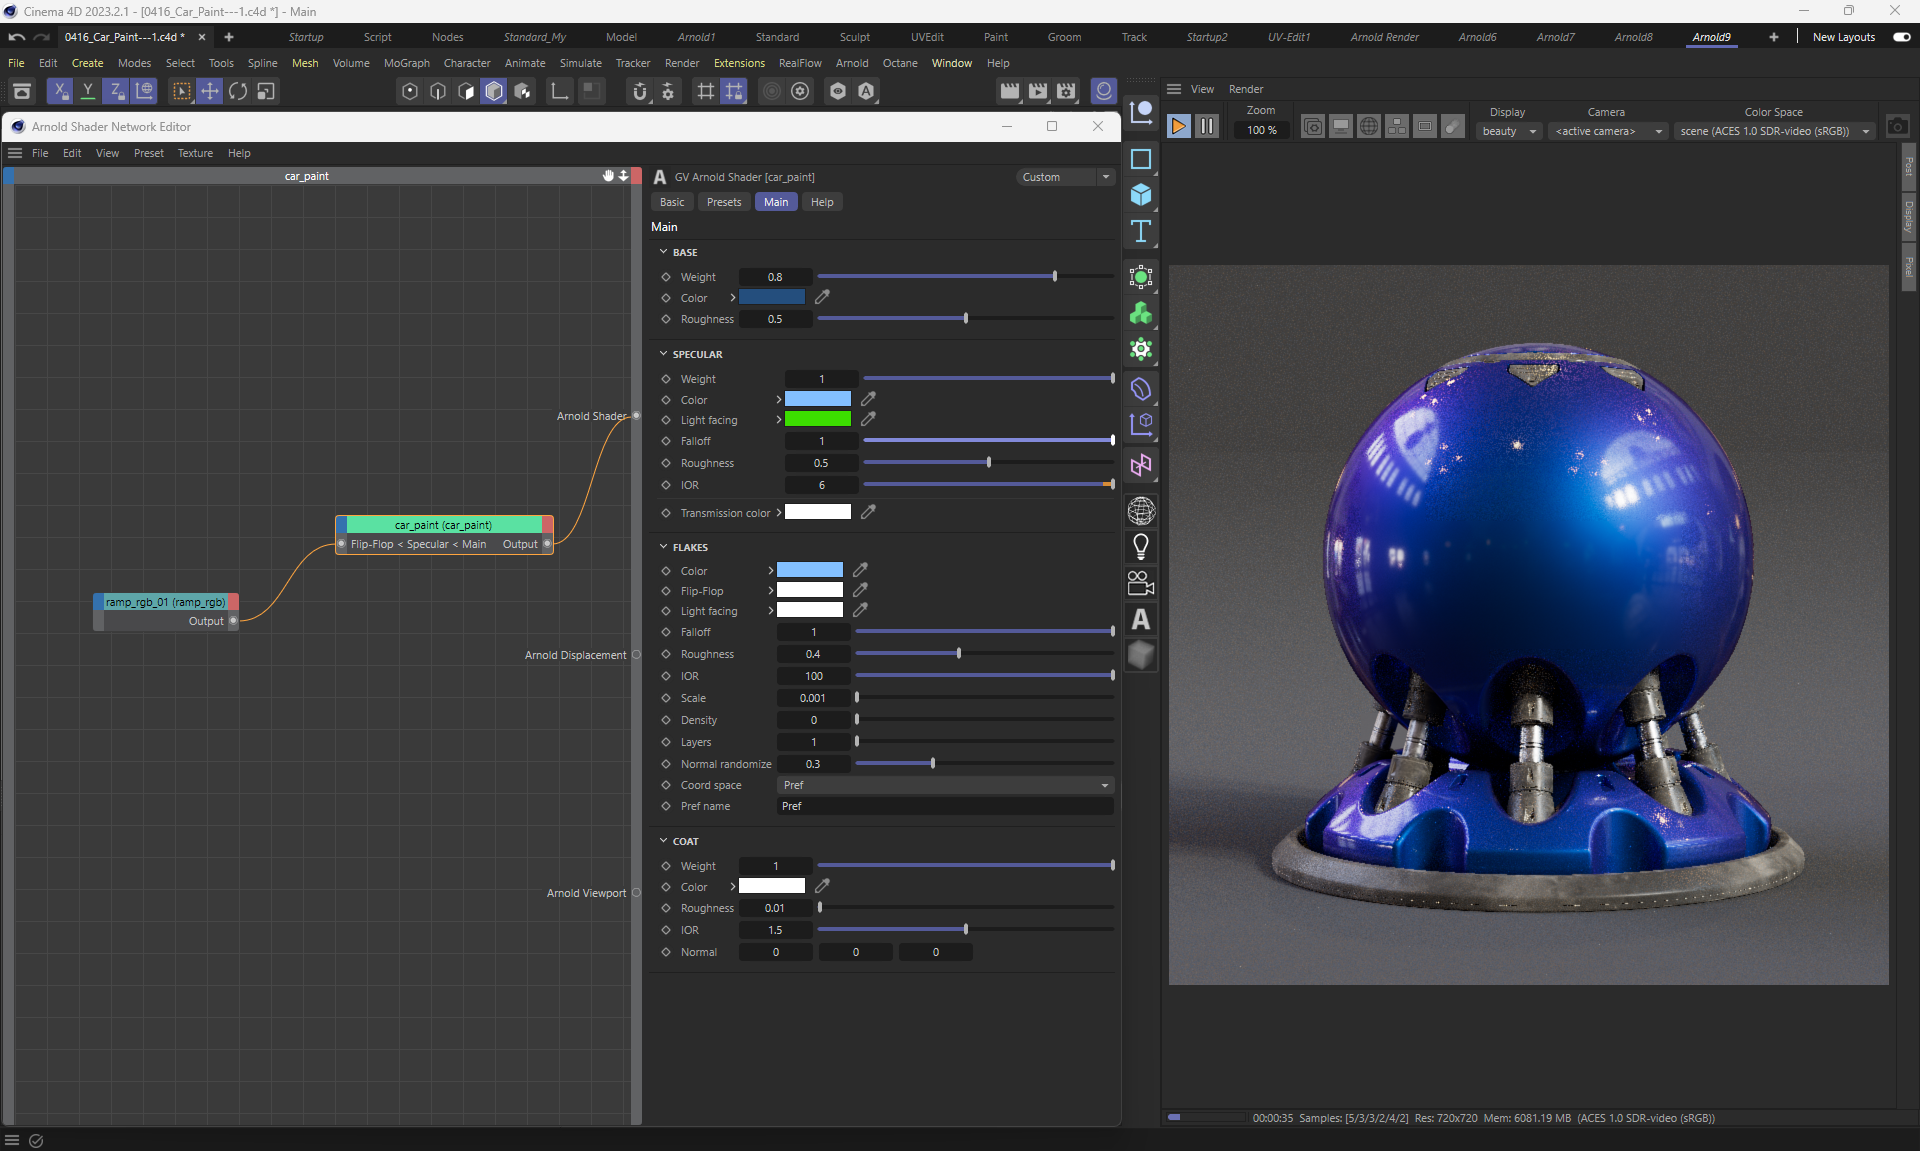 Cinema 4D 2023.2.1 - [0416_Car_Paint---1.c4d *] - Main
0416_Car_Paint---1.c4d *
Startup Script Nodes Standard_My Model Arnold1 Standard Sculpt UVEdit Paint Groom Track Startup2 UV-Edit1 Arnold Render Arnold6 Arnold7 Arnold8 Arnold9 New Layouts
File Edit Create Modes Select Tools Spline Mesh Volume MoGraph Character Animate Simulate Tracker Render Extensions RealFlow Arnold Octane Window Help
X Y Z
View Render
Zoom Display Camera Color Space
100 % beauty <active camera> scene (ACES 1.0 SDR-video (sRGB))
Post
Display
Pixel
Arnold Shader Network Editor
File Edit View Preset Texture Help
car_paint
Arnold Shader
car_paint (car_paint)
Flip-Flop < Specular < Main Output
ramp_rgb_01 (ramp_rgb)
Output
Arnold Displacement
Arnold Viewport
A GV Arnold Shader [car_paint] Custom
Basic Presets Main Help
Main
BASE
Weight 0.8
Color
Roughness 0.5
SPECULAR
Weight 1
Color
Light facing
Falloff 1
Roughness 0.5
IOR 6
Transmission color
FLAKES
Color
Flip-Flop
Light facing
Falloff 1
Roughness 0.4
IOR 100
Scale 0.001
Density 0
Layers 1
Normal randomize 0.3
Coord space Pref
Pref name Pref
COAT
Weight 1
Color
Roughness 0.01
IOR 1.5
Normal 0 0 0
T
A
00:00:35 Samples: [5/3/3/2/4/2] Res: 720x720 Mem: 6081.19 MB (ACES 1.0 SDR-video (sRGB))